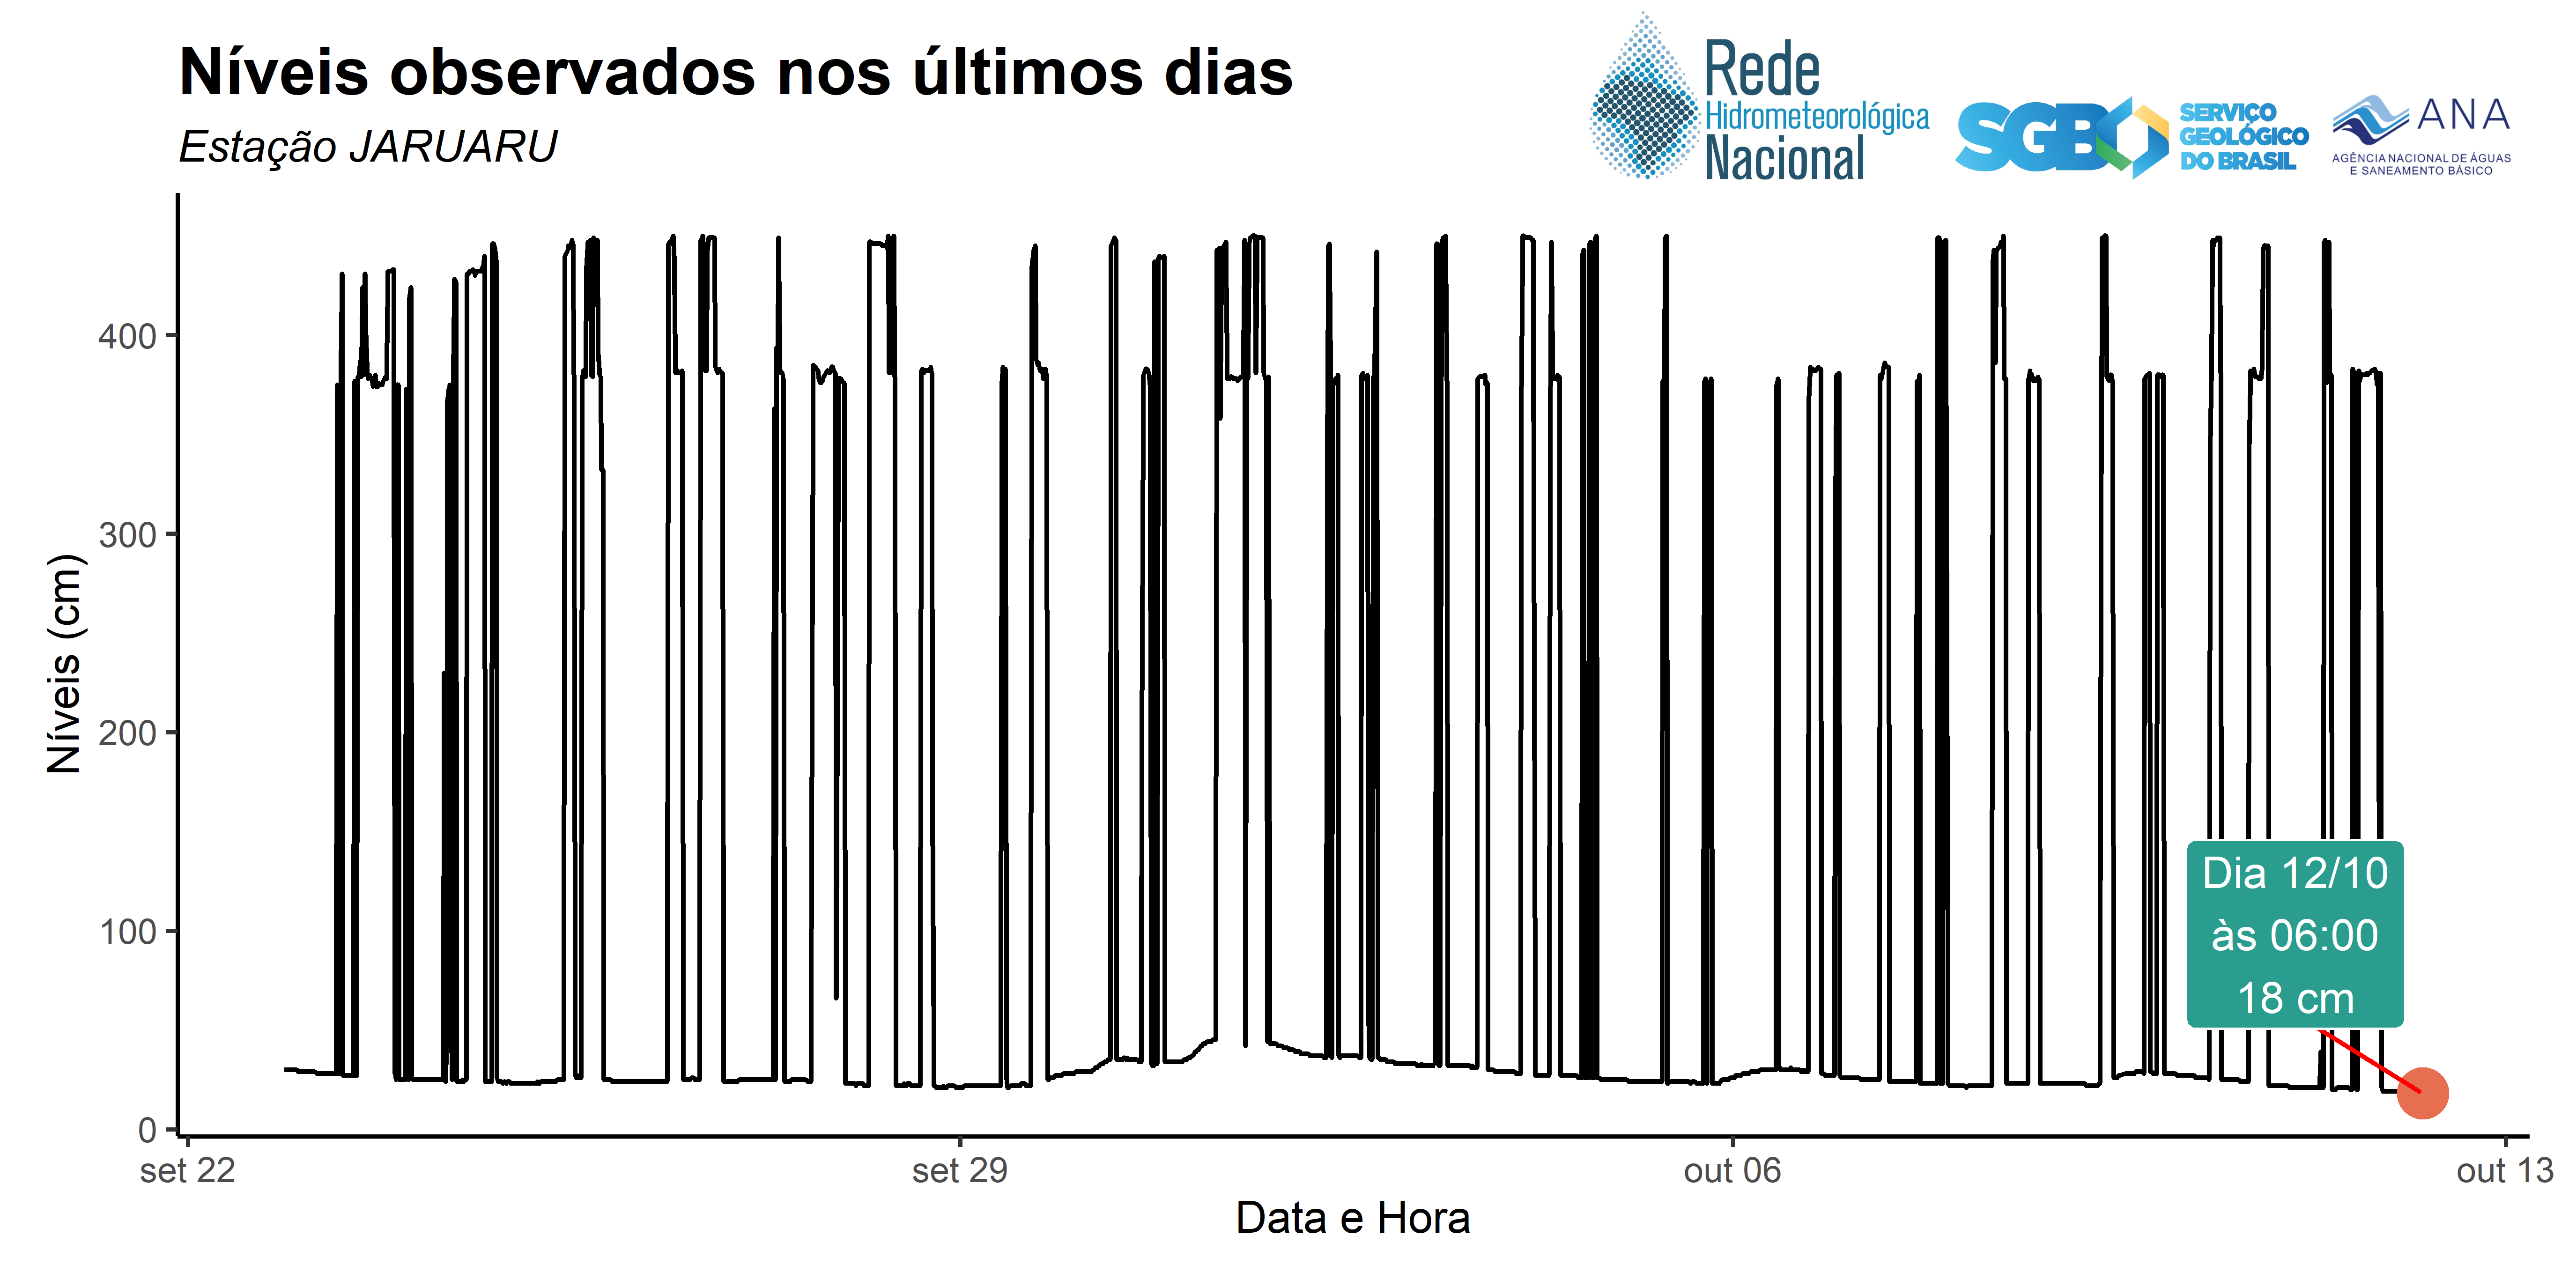 Níveis observados nos últimos dias
Estação JARUARU
Rede
Hidrometeorológica
Nacional
SGB
SERVIÇO
GEOLÓGICO
DO BRASIL
ANA
AGÊNCIA NACIONAL DE ÁGUAS
E SANEAMENTO BÁSICO
Níveis (cm)
400
300
200
100
0
Dia 12/10
às 06:00
18 cm
set 22
set 29
out 06
out 13
Data e Hora